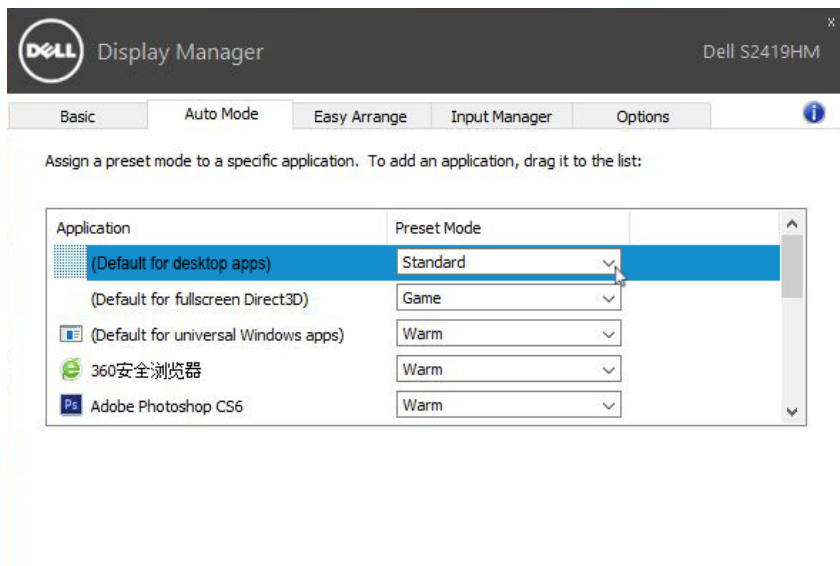 x
DELL Display Manager Dell S2419HM
Basic Auto Mode Easy Arrange Input Manager Options i
Assign a preset mode to a specific application. To add an application, drag it to the list:
Application Preset Mode
(Default for desktop apps) Standard
(Default for fullscreen Direct3D) Game
(Default for universal Windows apps) Warm
360安全浏览器 Warm
Ps Adobe Photoshop CS6 Warm